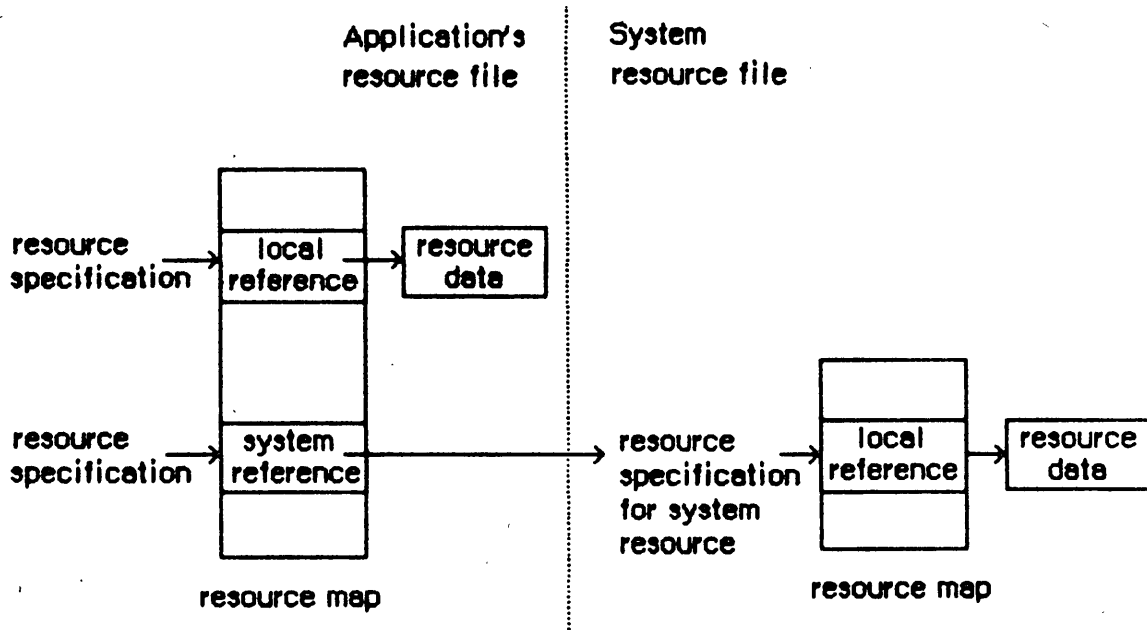 Application's
resource file
System
resource file
resource
specification
local
reference
resource
data
resource
specification
system
reference
resource
specification
for system
resource
local
reference
resource
data
resource map
resource map